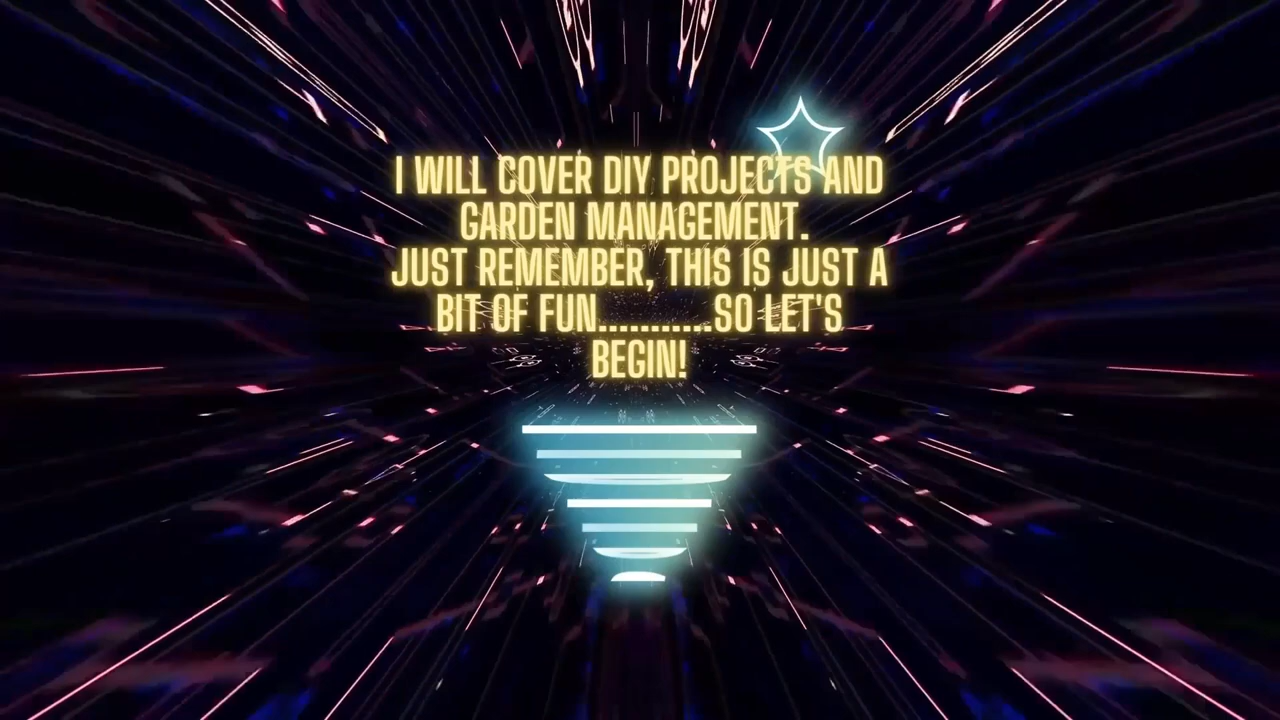 I WILL COVER DIY PROJECTS AND
GARDEN MANAGEMENT.
JUST REMEMBER, THIS IS JUST A
BIT OF FUN............SO LET'S
BEGIN!